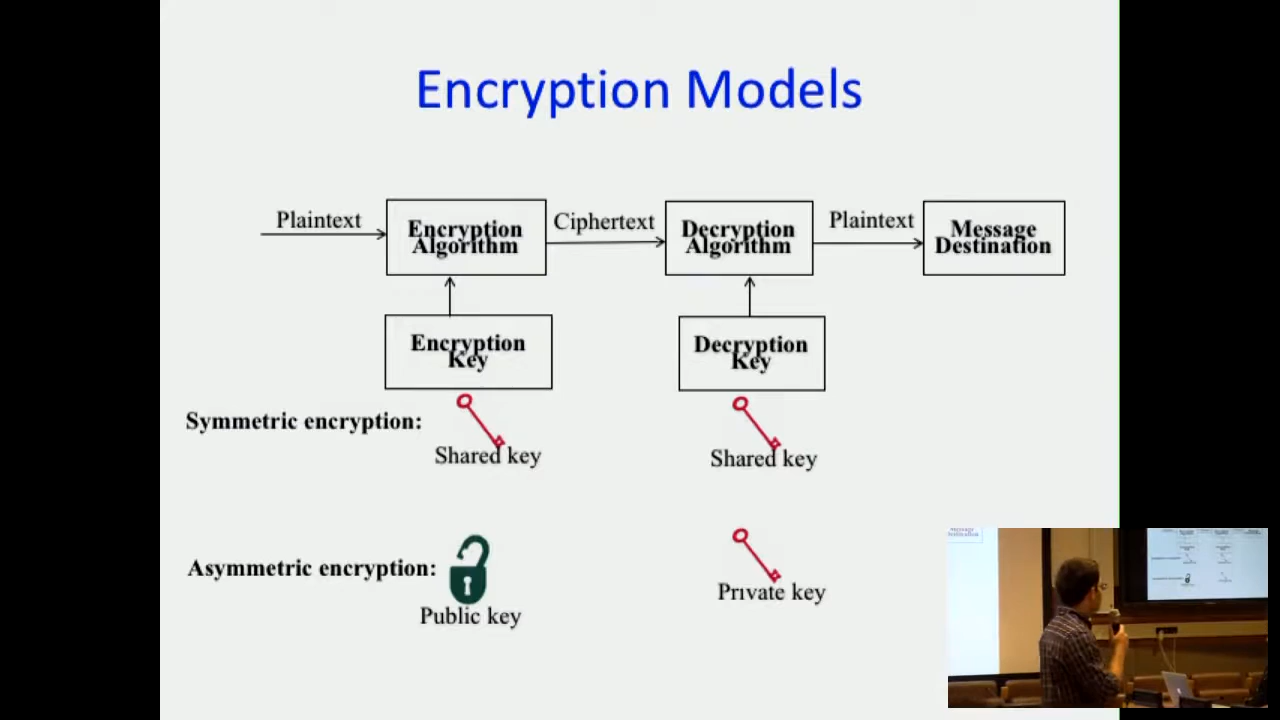 Encryption Models
Plaintext
Encryption
Algorithm
Ciphertext
Decryption
Algorithm
Plaintext
Message
Destination
Encryption
Key
Decryption
Key
Symmetric encryption:
Shared key
Shared key
Asymmetric encryption:
Public key
Private key